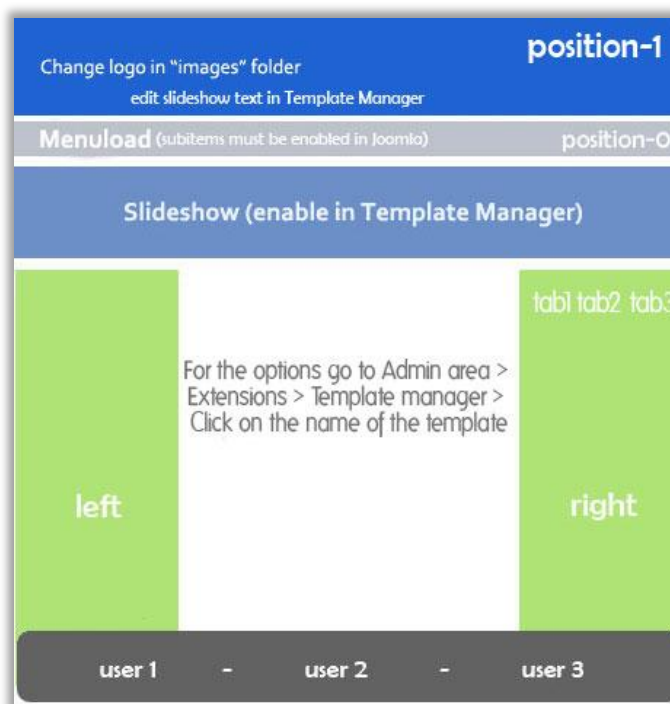 position-1
Change logo in “images” folder
edit slideshow text in Template Manager
Menuload (subitems must be enabled in Joomla) position-0
Slideshow (enable in Template Manager)
tab1 tab2 tab3
For the options go to Admin area >
Extensions > Template manager >
Click on the name of the template
left right
user 1 - user 2 - user 3